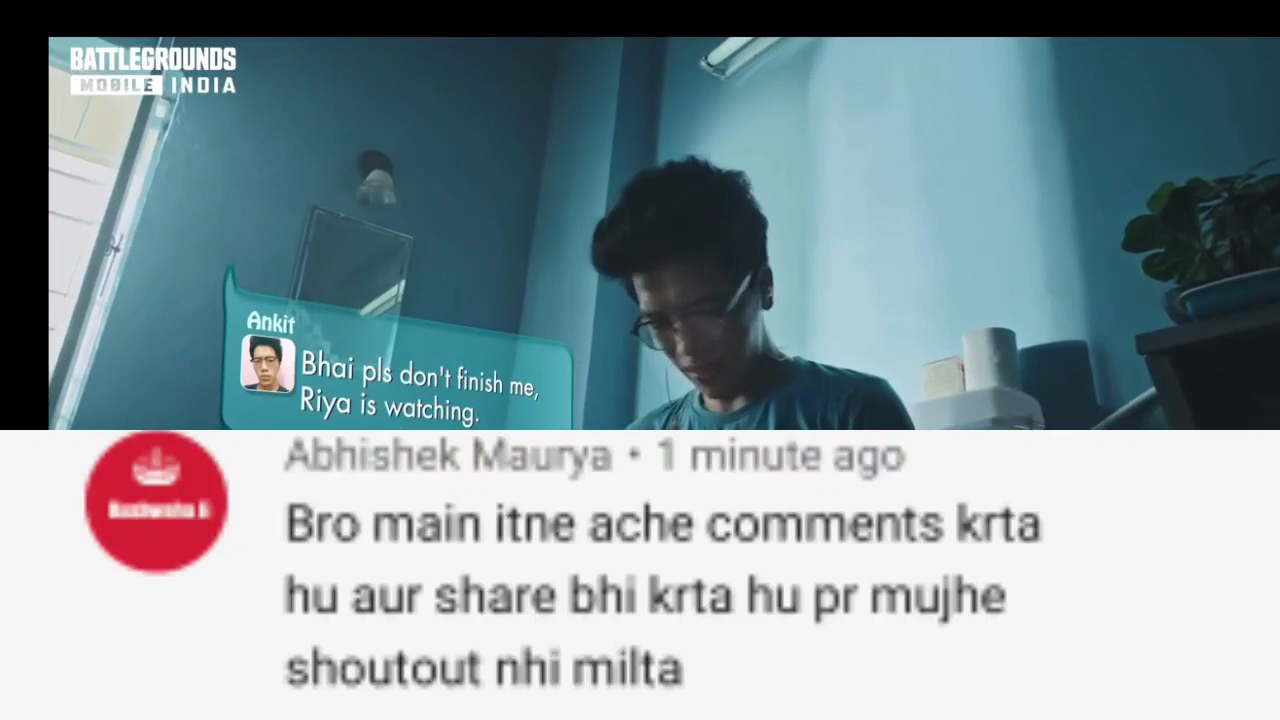 BATTLEGROUNDS
MOBILE INDIA
Ankit
Bhai pls don't finish me,
Riya is watching.
Abhishek Maurya • 1 minute ago
Bro main itne ache comments krta
hu aur share bhi krta hu pr mujhe
shoutout nhi milta